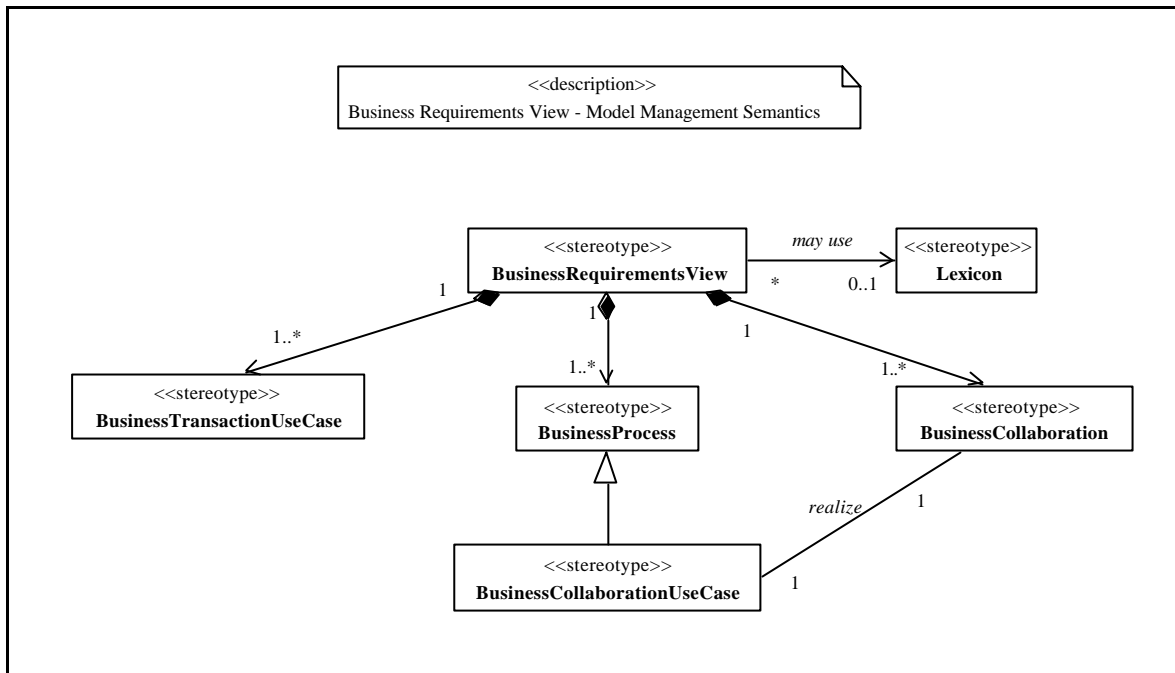 <<description>>
Business Requirements View - Model Management Semantics
<<stereotype>>
BusinessRequirementsView
may use
*
0..1
<<stereotype>>
Lexicon
1
1
1
1..*
1..*
1..*
<<stereotype>>
BusinessTransactionUseCase
<<stereotype>>
BusinessProcess
<<stereotype>>
BusinessCollaboration
realize
1
1
<<stereotype>>
BusinessCollaborationUseCase